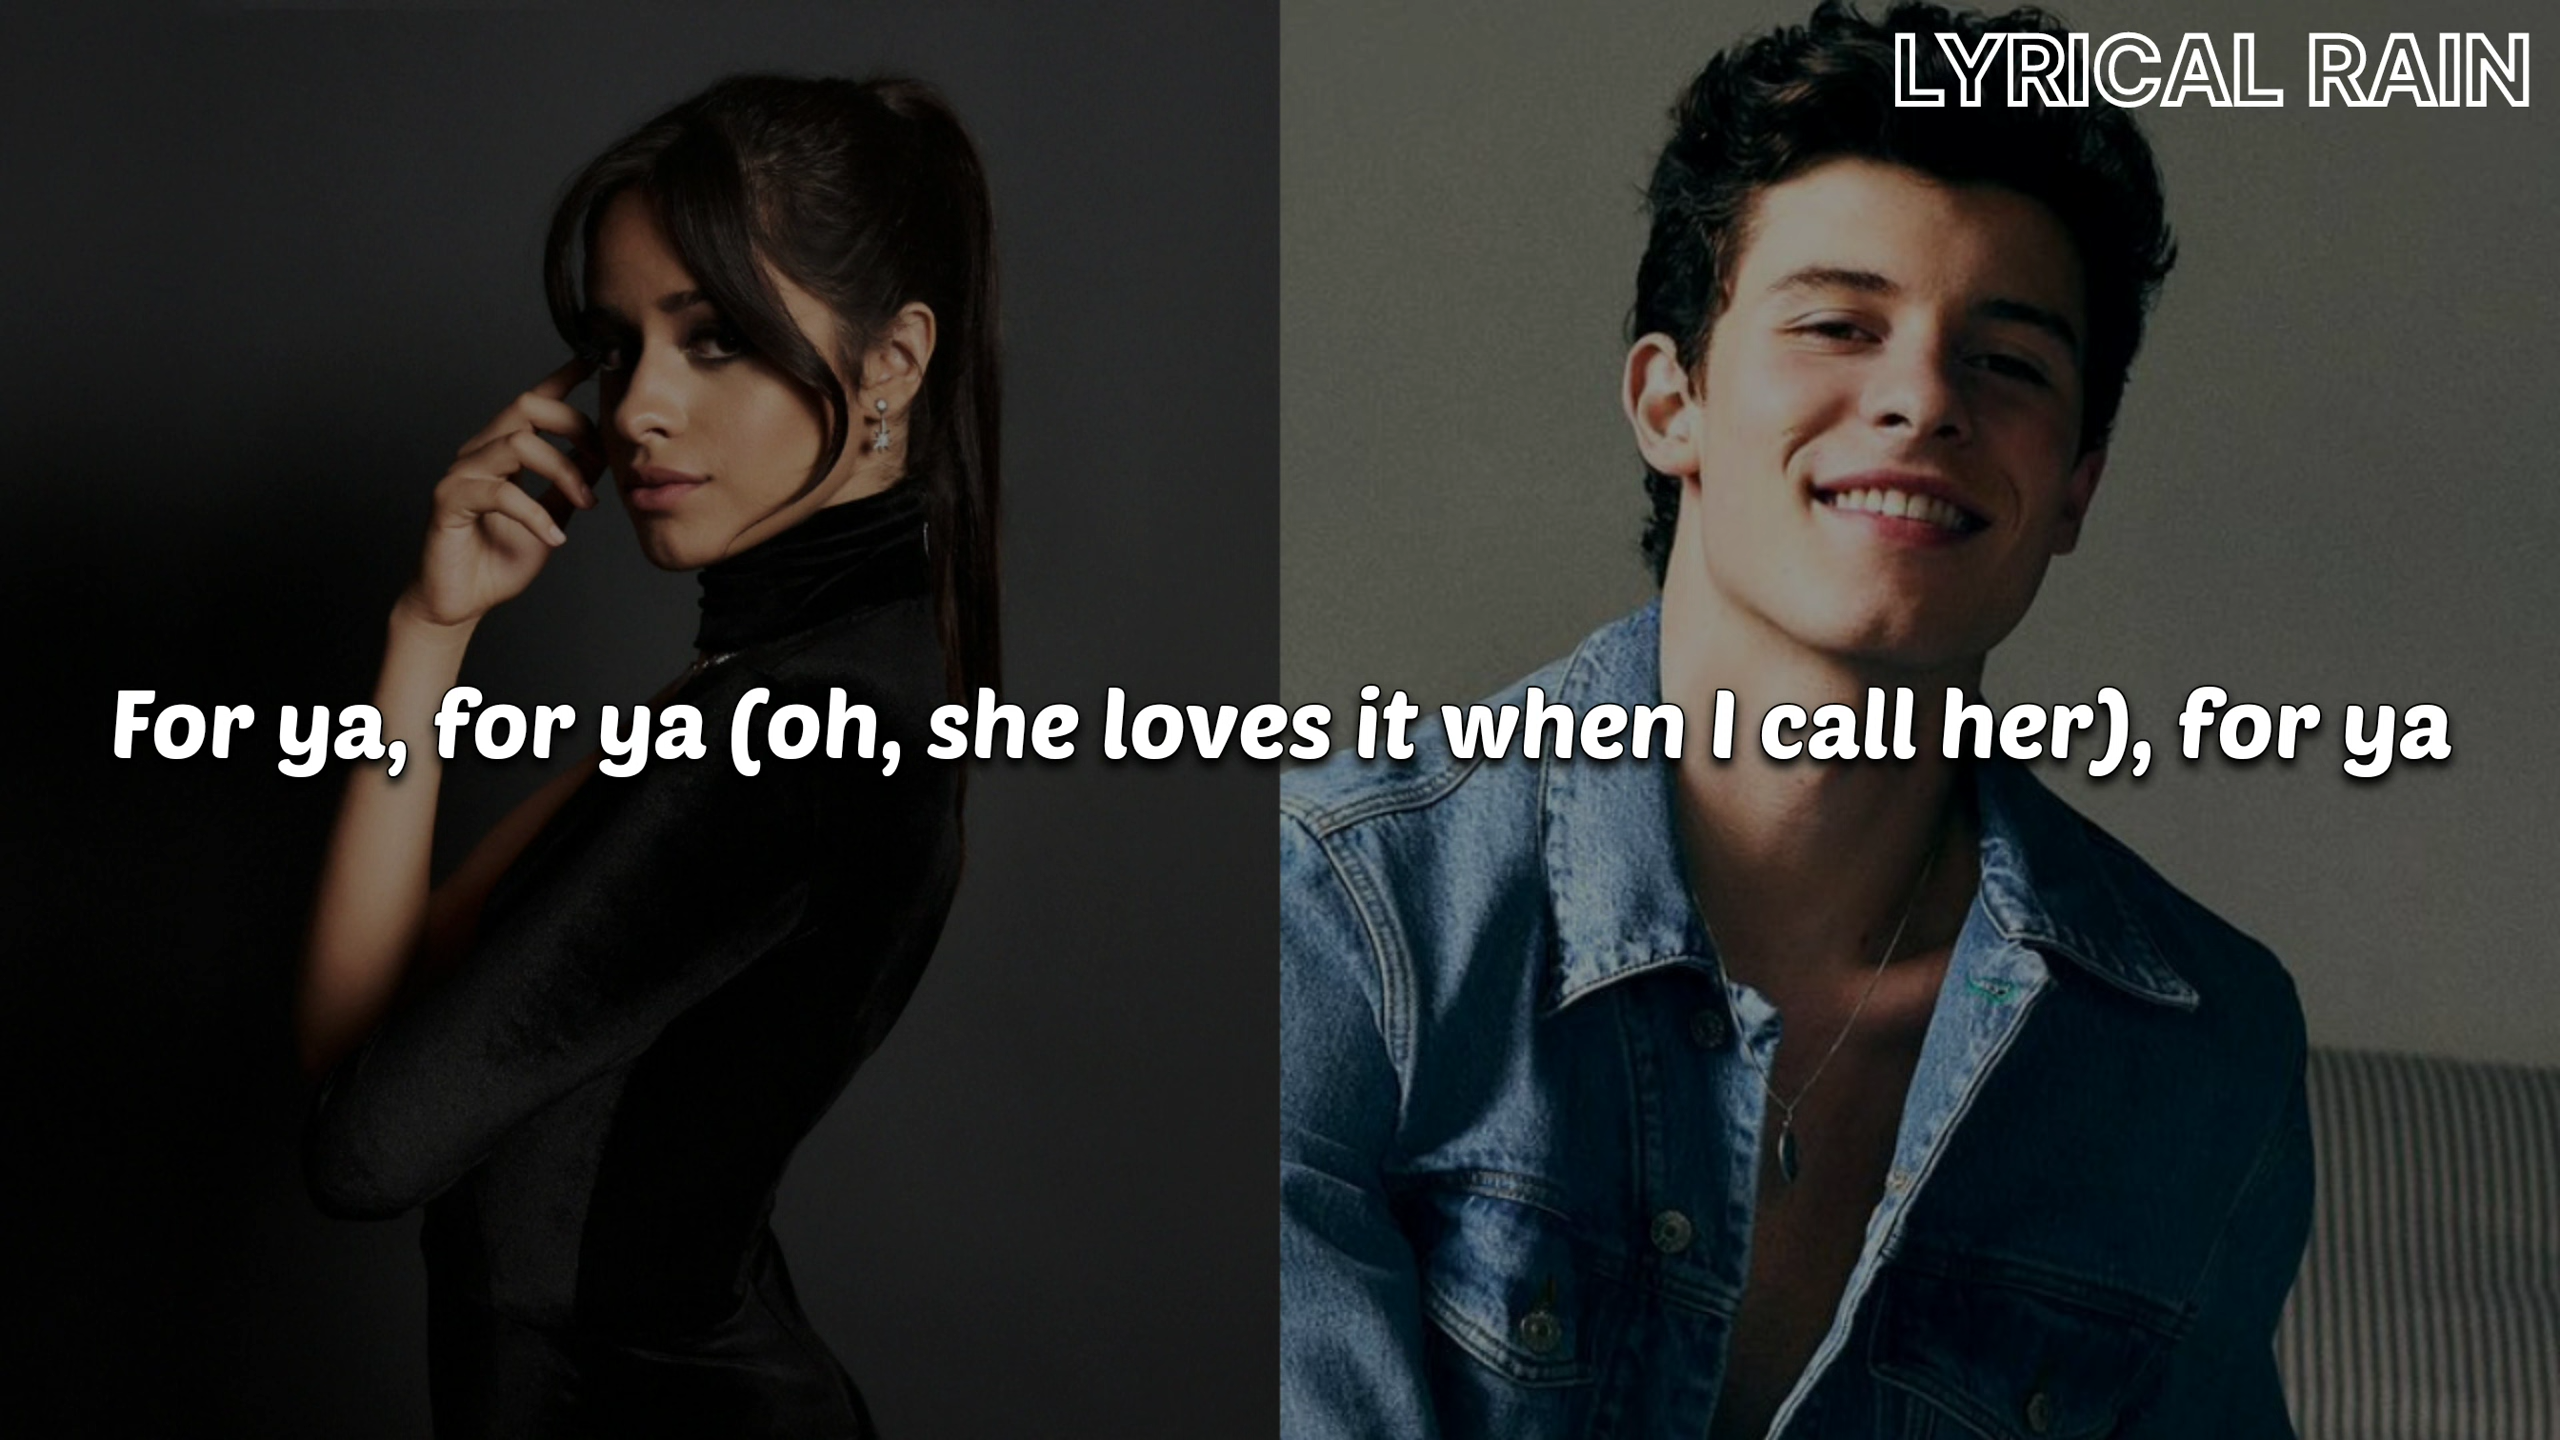 LYRICAL RAIN
For ya, for ya (oh, she loves it when I call her), for ya